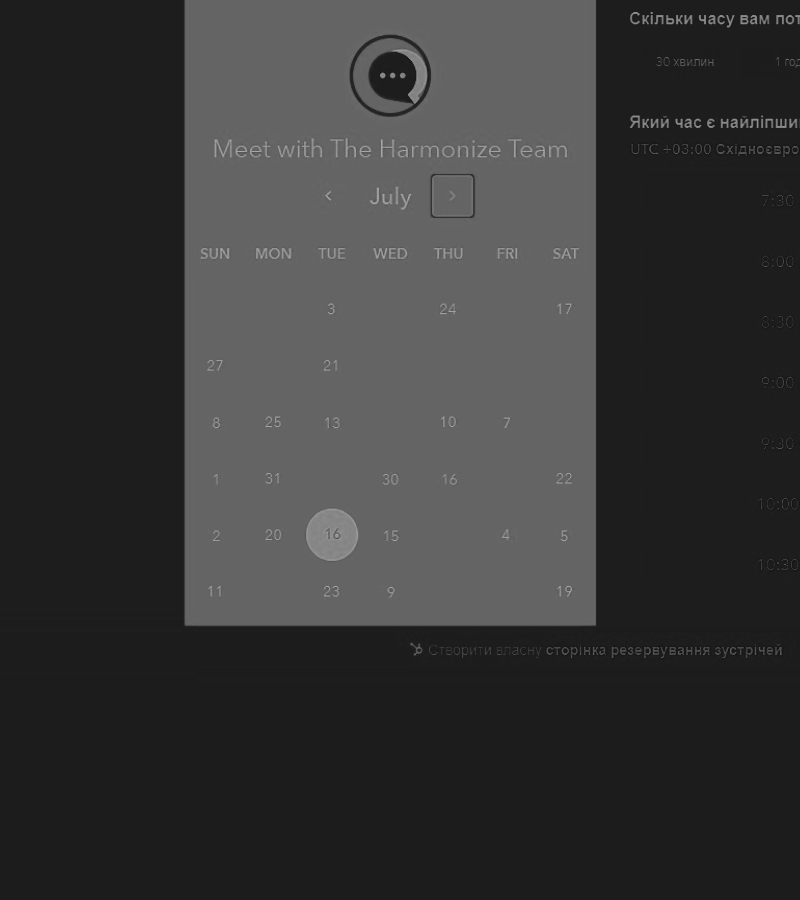 Meet with The Harmonize Team
July
SUN MON TUE WED THU FRI SAT
3 24 17
27 21
8 25 13 10 7
1 31 30 16 22
2 20 16 15 4 5
11 23 9 19
Скільки часу вам пот
30 хвилин 1 год
Який час є найліпши
UTC +03:00 Східноєвро
7:30
8:00
8:30
9:00
9:30
10:00
10:30
Створити власну сторінка резервування зустрічей